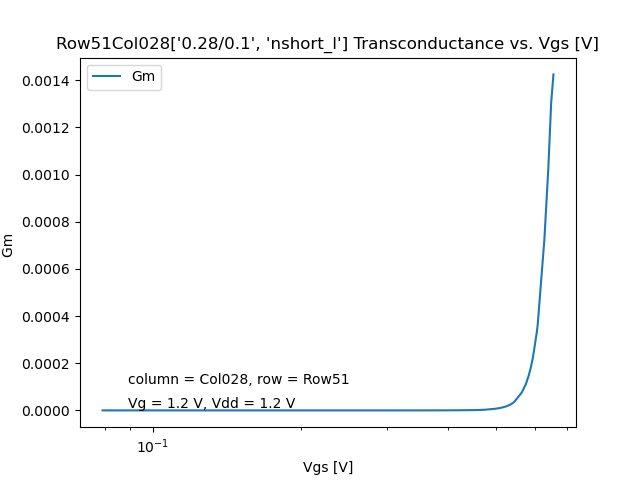 Row51Col028['0.28/0.1', 'nshort_l'] Transconductance vs. Vgs [V]
Gm
0.0014
0.0012
0.0010
0.0008
0.0006
0.0004
0.0002
0.0000
Gm
column = Col028, row = Row51
Vg = 1.2 V, Vdd = 1.2 V
10⁻¹
Vgs [V]